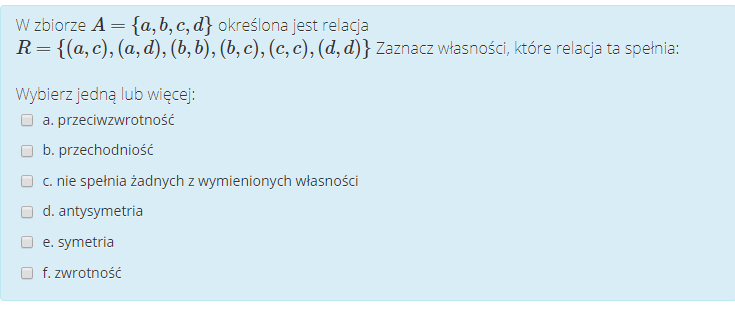 W zbiorze A = {a, b, c, d} określona jest relacja
R = {(a, c), (a, d), (b, b), (b, c), (c, c), (d, d)} Zaznacz własności, które relacja ta spełnia:
Wybierz jedną lub więcej:
a. przeciwzwrotność
b. przechodniość
c. nie spełnia żadnych z wymienionych własności
d. antysymetria
e. symetria
f. zwrotność